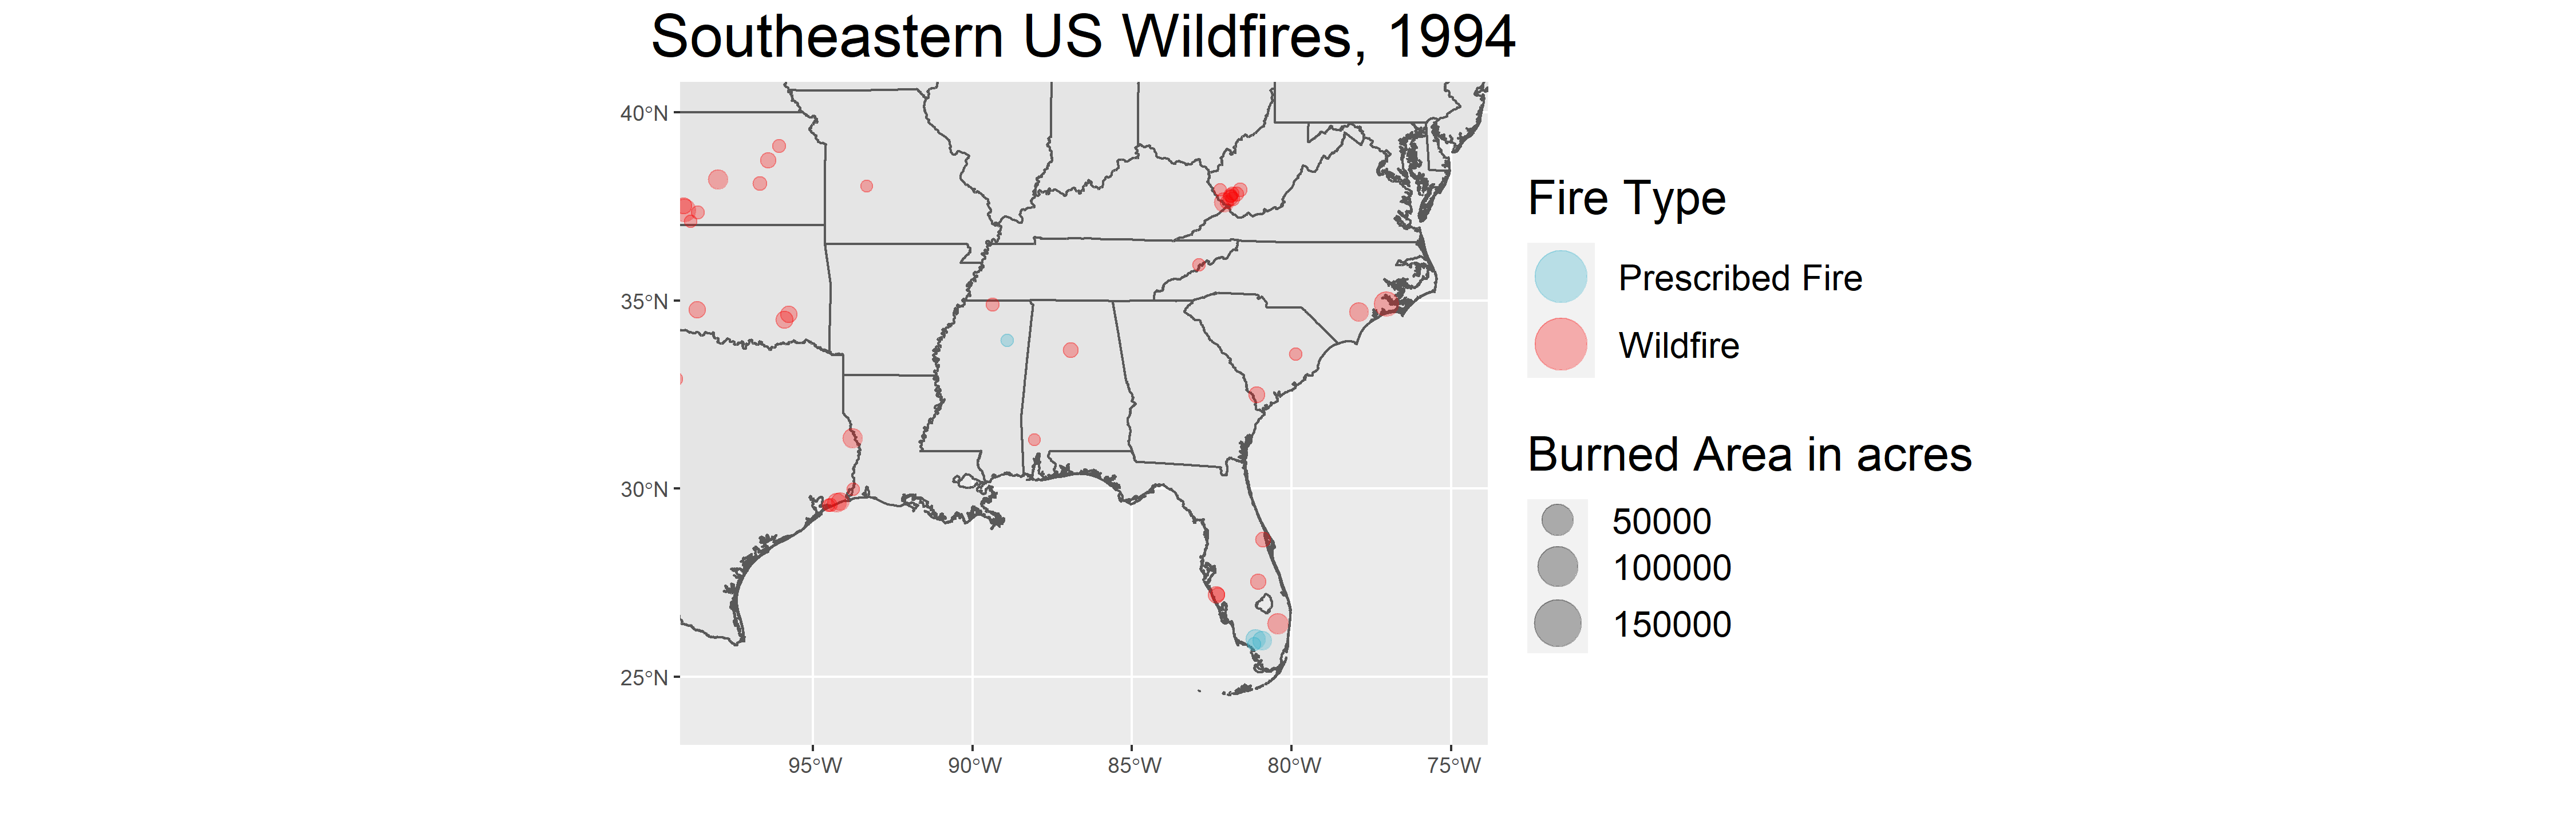 Southeastern US Wildfires, 1994
40°N
35°N
30°N
25°N
95°W
90°W
85°W
80°W
75°W
Fire Type
Prescribed Fire
Wildfire
Burned Area in acres
50000
100000
150000